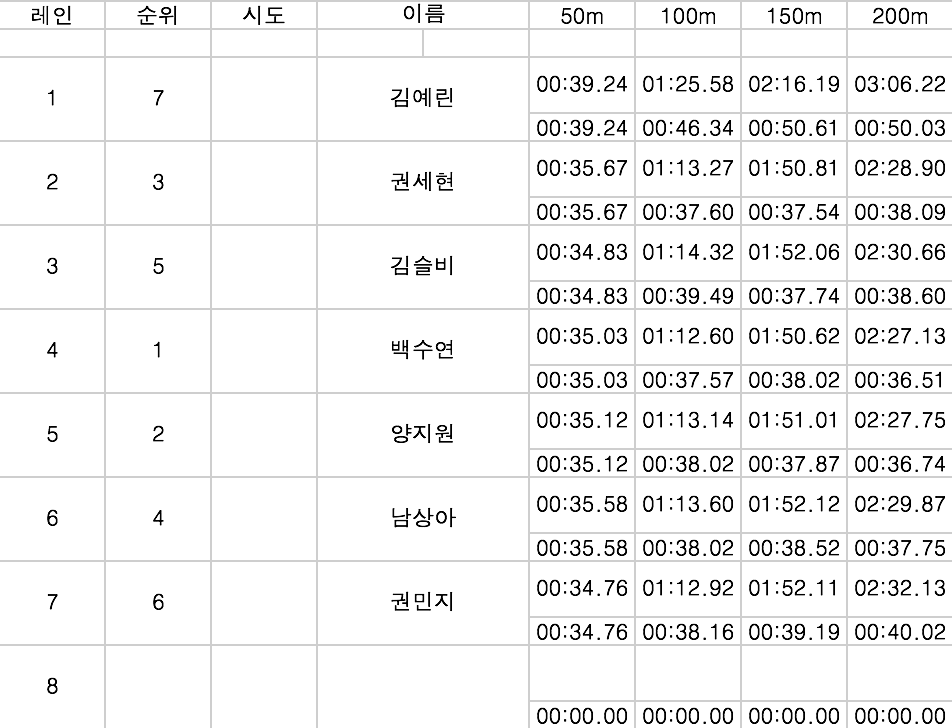 레인 순위 시도 이름 50m 100m 150m 200m
1 7 김예린 00:39.24 01:25.58 02:16.19 03:06.22
00:39.24 00:46.34 00:50.61 00:50.03
2 3 권세현 00:35.67 01:13.27 01:50.81 02:28.90
00:35.67 00:37.60 00:37.54 00:38.09
3 5 김슬비 00:34.83 01:14.32 01:52.06 02:30.66
00:34.83 00:39.49 00:37.74 00:38.60
4 1 백수연 00:35.03 01:12.60 01:50.62 02:27.13
00:35.03 00:37.57 00:38.02 00:36.51
5 2 양지원 00:35.12 01:13.14 01:51.01 02:27.75
00:35.12 00:38.02 00:37.87 00:36.74
6 4 남상아 00:35.58 01:13.60 01:52.12 02:29.87
00:35.58 00:38.02 00:38.52 00:37.75
7 6 권민지 00:34.76 01:12.92 01:52.11 02:32.13
00:34.76 00:38.16 00:39.19 00:40.02
8
00:00.00 00:00.00 00:00.00 00:00.00